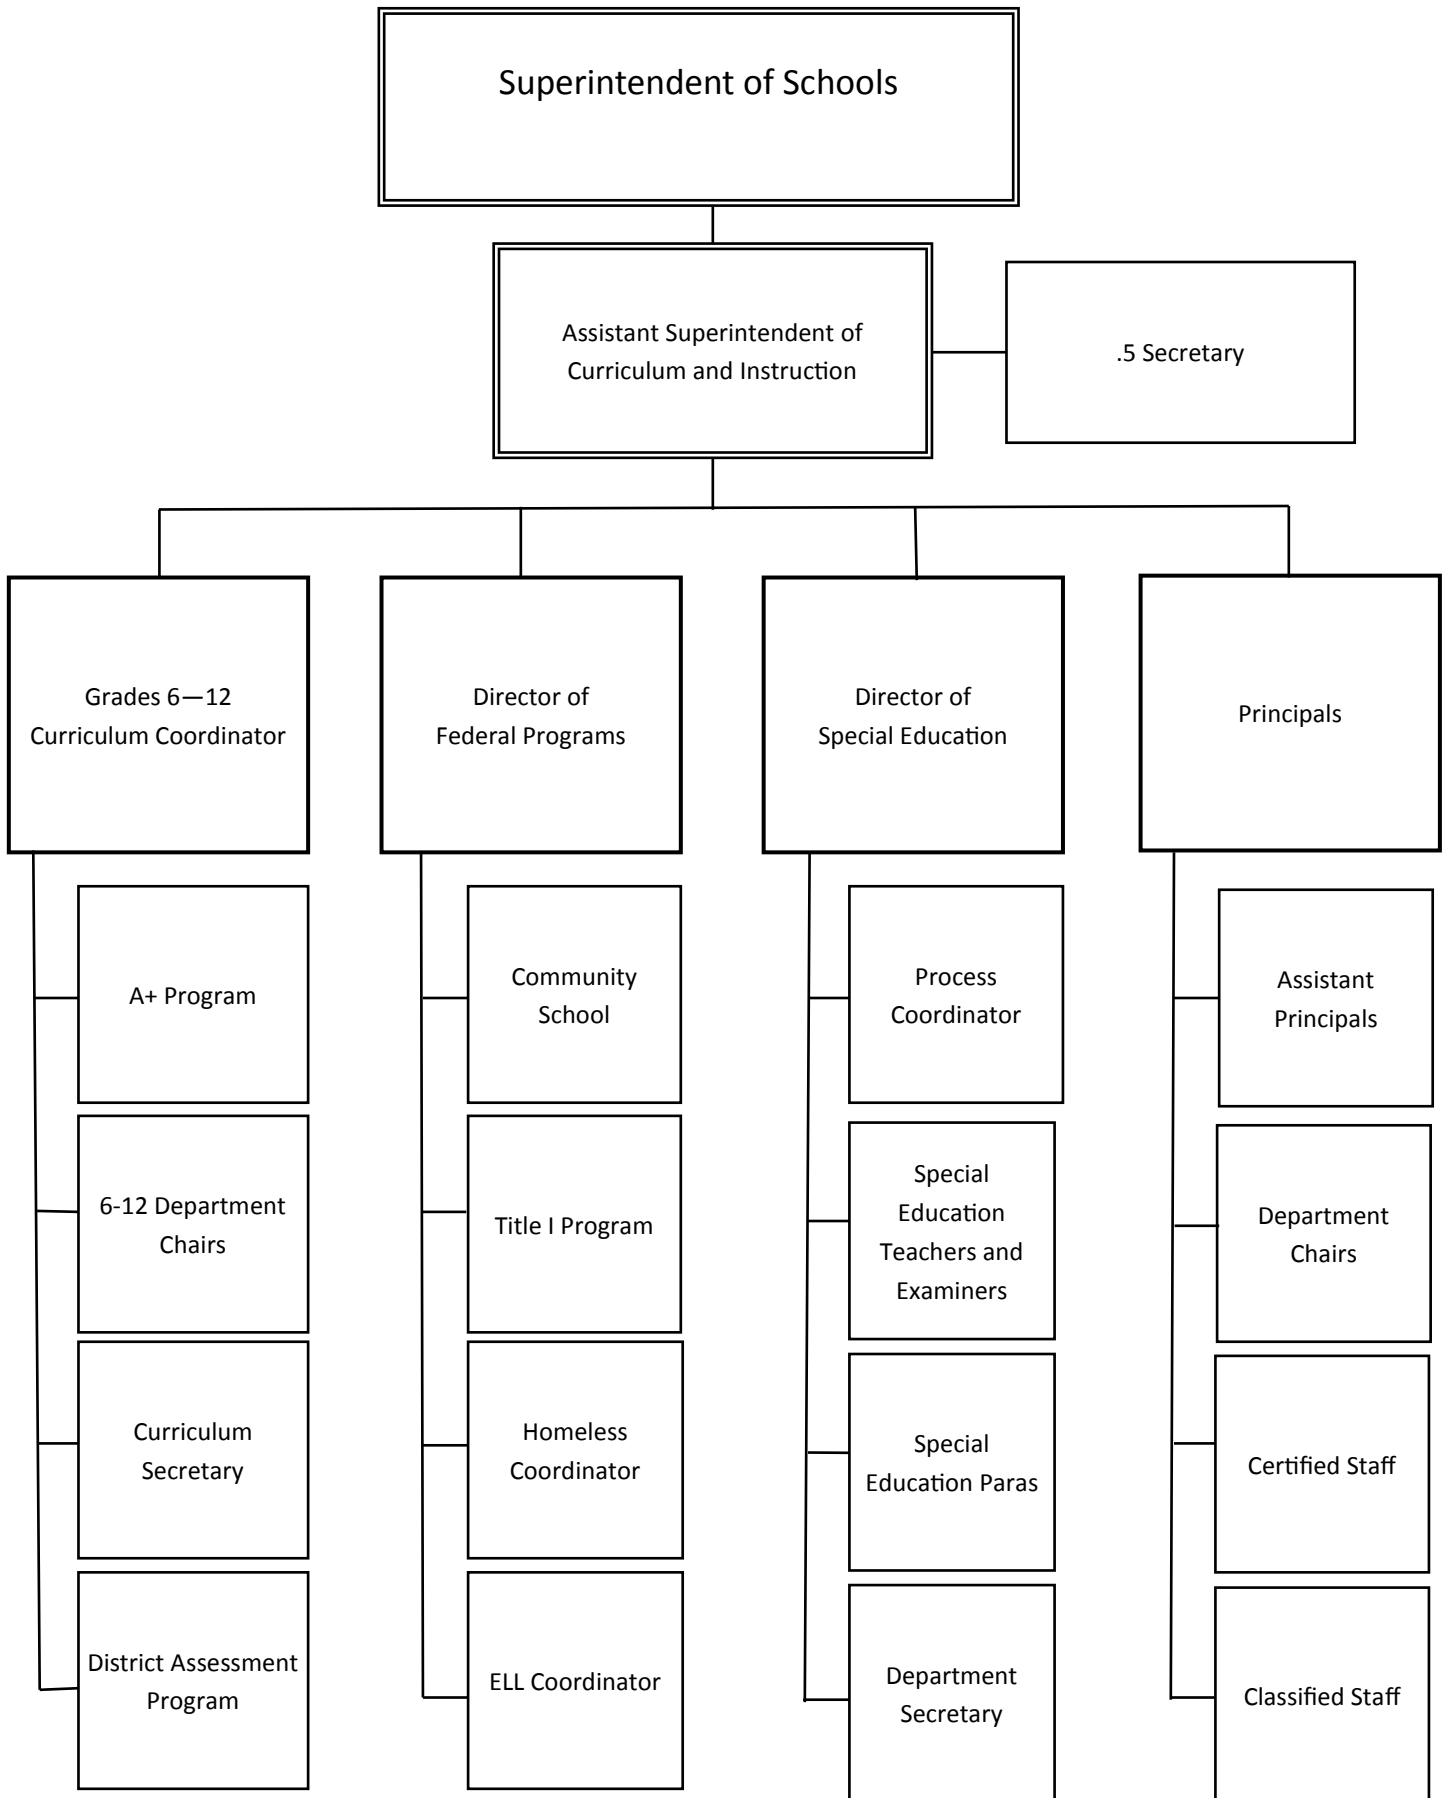 Superintendent of Schools
Assistant Superintendent of
Curriculum and Instruction
.5 Secretary
Grades 6—12
Curriculum Coordinator
Director of
Federal Programs
Director of
Special Education
Principals
A+ Program
6-12 Department
Chairs
Curriculum
Secretary
District Assessment
Program
Community
School
Title I Program
Homeless
Coordinator
ELL Coordinator
Process
Coordinator
Special
Education
Teachers and
Examiners
Special
Education Paras
Department
Secretary
Assistant
Principals
Department
Chairs
Certified Staff
Classified Staff